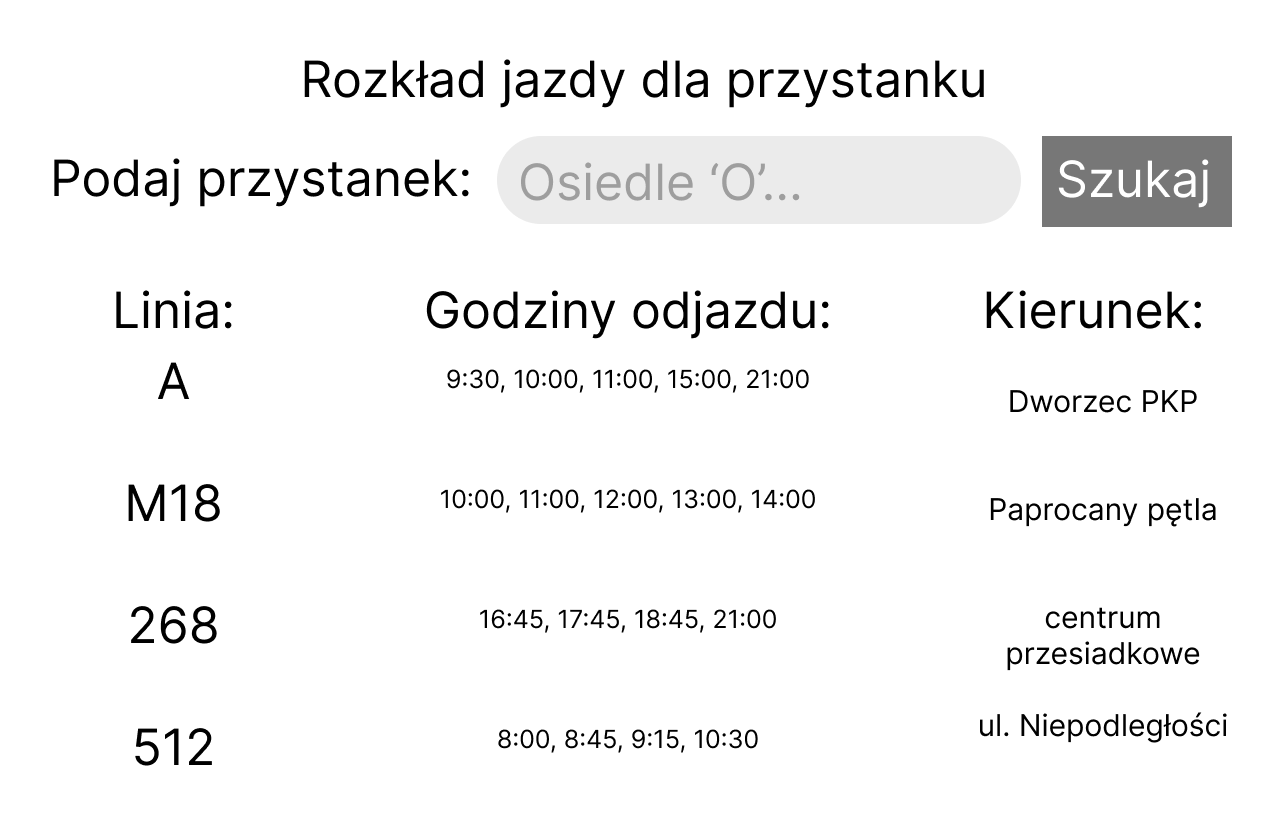 Rozkład jazdy dla przystanku
Podaj przystanek: Osiedle ‘O’... Szukaj
Linia: Godziny odjazdu: Kierunek:
A 9:30, 10:00, 11:00, 15:00, 21:00 Dworzec PKP
M18 10:00, 11:00, 12:00, 13:00, 14:00 Paprocany pętla
268 16:45, 17:45, 18:45, 21:00 centrum
przesiadkowe
512 8:00, 8:45, 9:15, 10:30 ul. Niepodległości